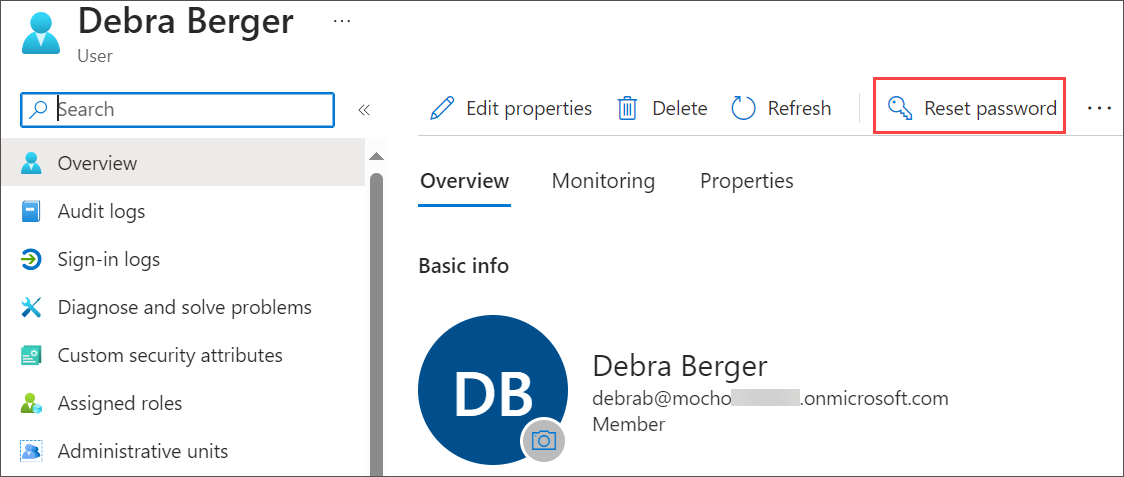 Debra Berger ...
User
Search
«
Edit properties Delete Refresh Reset password ...
Overview
Audit logs
Sign-in logs
Diagnose and solve problems
Custom security attributes
Assigned roles
Administrative units
Overview Monitoring Properties
Basic info
DB
Debra Berger
debrab@mocho .onmicrosoft.com
Member